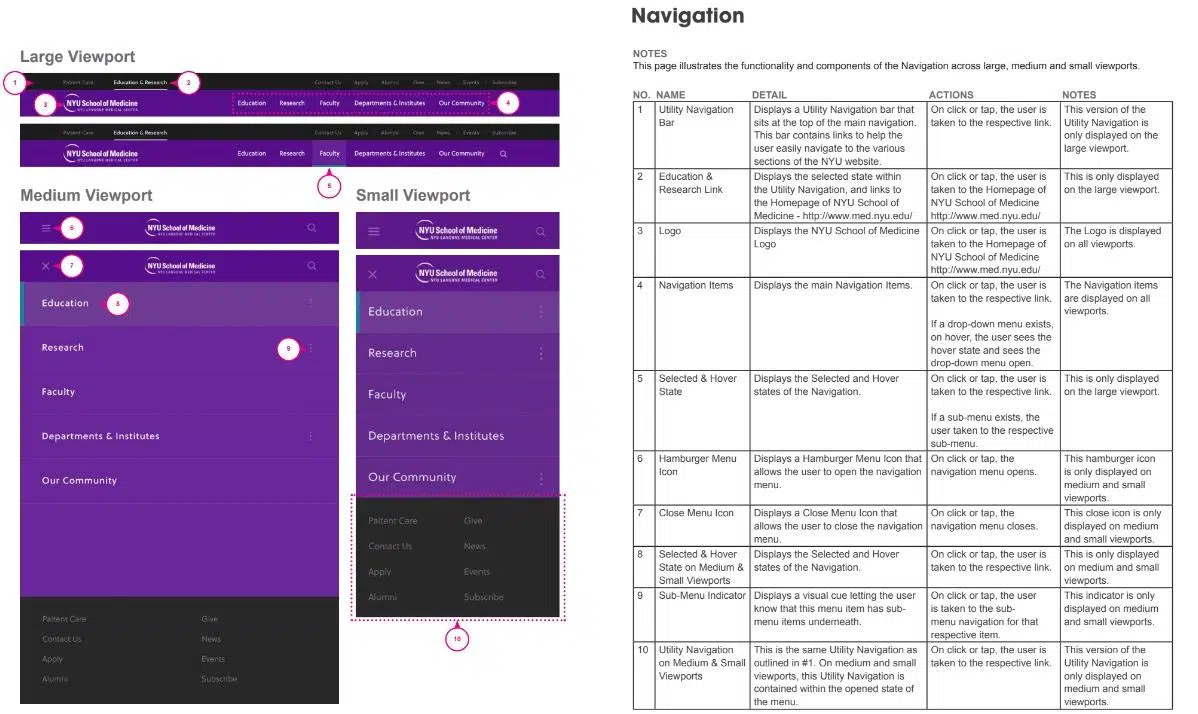 Large Viewport
1
Patient Care
Education & Research
2
Contact Us
Apply
Alumni
Give
News
Events
Subscribe
3
NYU School of Medicine
NYU LANGONE MEDICAL CENTER
Education
Research
Faculty
Departments & Institutes
Our Community
4
Patient Care
Education & Research
Contact Us
Apply
Alumni
Give
News
Events
Subscribe
NYU School of Medicine
NYU LANGONE MEDICAL CENTER
Education
Research
Faculty
Departments & Institutes
Our Community
5
Medium Viewport
6
NYU School of Medicine
NYU LANGONE MEDICAL CENTER
7
NYU School of Medicine
NYU LANGONE MEDICAL CENTER
Education
8
Research
9
Faculty
Departments & Institutes
Our Community
Paitent Care
Give
Contact Us
News
Apply
Events
Alumni
Subscribe
Small Viewport
NYU School of Medicine
NYU LANGONE MEDICAL CENTER
NYU School of Medicine
NYU LANGONE MEDICAL CENTER
Education
Research
Faculty
Departments & Institutes
Our Community
Paitent Care
Give
Contact Us
News
Apply
Events
Alumni
Subscribe
10
Navigation
NOTES
This page illustrates the functionality and components of the Navigation across large, medium and small viewports.
NO. NAME DETAIL ACTIONS NOTES
1
Utility Navigation
Bar
Displays a Utility Navigation bar that
sits at the top of the main navigation.
This bar contains links to help the
user easily navigate to the various
sections of the NYU website.
On click or tap, the user is
taken to the respective link.
This version of the
Utility Navigation is
only displayed on the
large viewport.
2
Education &
Research Link
Displays the selected state within
the Utility Navigation, and links to
the Homepage of NYU School of
Medicine - http://www.med.nyu.edu/
On click or tap, the user is
taken to the Homepage of
NYU School of Medicine
http://www.med.nyu.edu/
This is only displayed
on the large viewport.
3
Logo
Displays the NYU School of Medicine
Logo
On click or tap, the user is
taken to the Homepage of
NYU School of Medicine
http://www.med.nyu.edu/
The Logo is displayed
on all viewports.
4
Navigation Items
Displays the main Navigation Items.
On click or tap, the user is
taken to the respective link.
If a drop-down menu exists,
on hover, the user sees the
hover state and sees the
drop-down menu open.
The Navigation items
are displayed on all
viewports.
5
Selected & Hover
State
Displays the Selected and Hover
states of the Navigation.
On click or tap, the user is
taken to the respective link.
If a sub-menu exists, the
user taken to the respective
sub-menu.
This is only displayed
on the large viewport.
6
Hamburger Menu
Icon
Displays a Hamburger Menu Icon that
allows the user to open the navigation
menu.
On click or tap, the
navigation menu opens.
This hamburger icon
is only displayed on
medium and small
viewports.
7
Close Menu Icon
Displays a Close Menu Icon that
allows the user to close the navigation
menu.
On click or tap, the
navigation menu closes.
This close icon is only
displayed on medium
and small viewports.
8
Selected & Hover
State on Medium &
Small Viewports
Displays the Selected and Hover
states of the Navigation.
On click or tap, the user is
taken to the respective link.
This is only displayed
on medium and small
viewports.
9
Sub-Menu Indicator
Displays a visual cue letting the user
know that this menu item has sub-
menu items underneath.
On click or tap, the user
is taken to the sub-
menu navigation for that
respective item.
This indicator is only
displayed on medium
and small viewports.
10
Utility Navigation
on Medium & Small
Viewports
This is the same Utility Navigation as
outlined in #1. On medium and small
viewports, this Utility Navigation is
contained within the opened state of
the menu.
On click or tap, the user is
taken to the respective link.
This version of the
Utility Navigation is
only displayed on
medium and small
viewports.